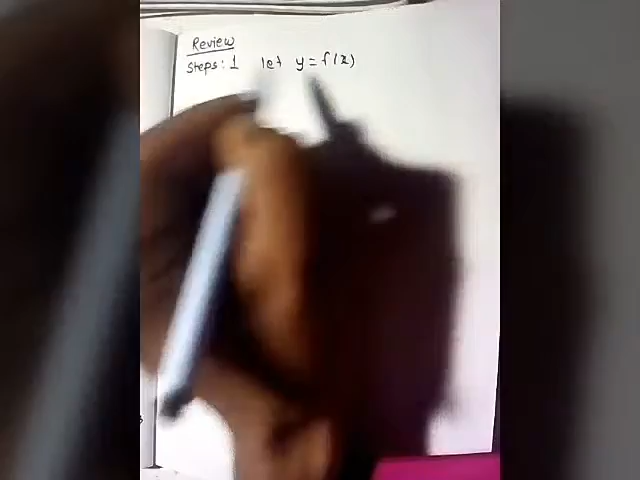 Review
Steps: 1 let y = f(x)